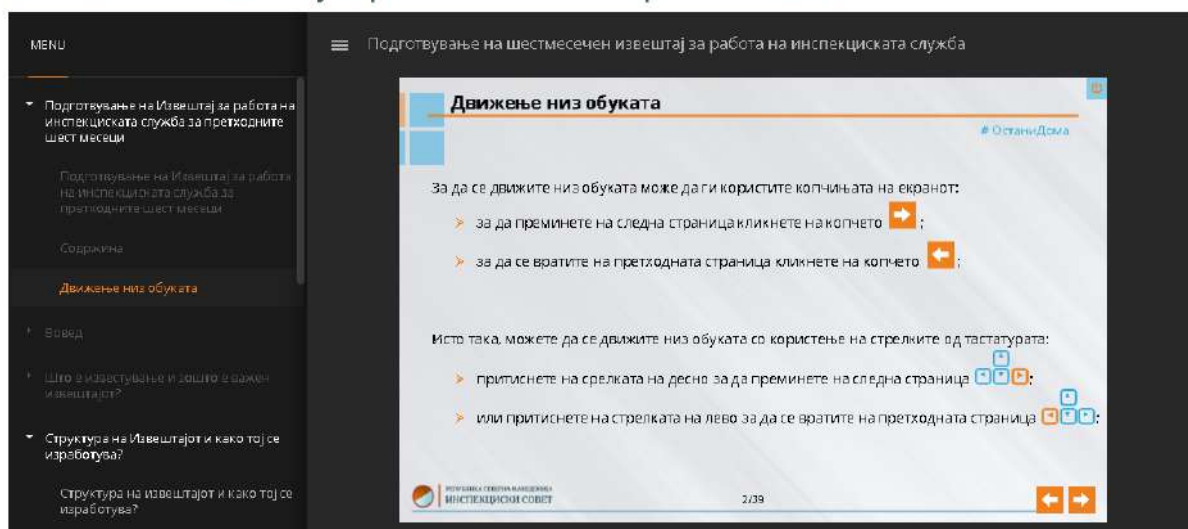 MENU
Подготвување на Извештај за работа на
инспекциската служба за претходните
шест месеци
Подготвување на Извештај за работа
на инспекциската служба за
претходните шест месеци
Содржина
Движење низ обуката
Вовед
Што е известување и зошто е важен
извештајот?
Структура на Извештајот и како тој се
изработува?
Структура на извештајот и како тој се
изработува?
Подготвување на шестмесечен извештај за работа на инспекциската служба
Движење низ обуката
# ОстаниДома
За да се движите низ обуката може да ги користите копчињата на екранот:
за да преминете на следна страница кликнете на копчето ;
за да се вратите на претходната страница кликнете на копчето ;
Исто така, можете да се движите низ обуката со користење на стрелките од тастатурата:
притиснете на срелката на десно за да преминете на следна страница ;
или притиснете на стрелката на лево за да се вратите на претходната страница ;
РЕПУБЛИКА СЕВЕРНА МАКЕДОНИЈА
ИНСПЕКЦИСКИ СОВЕТ
2/39